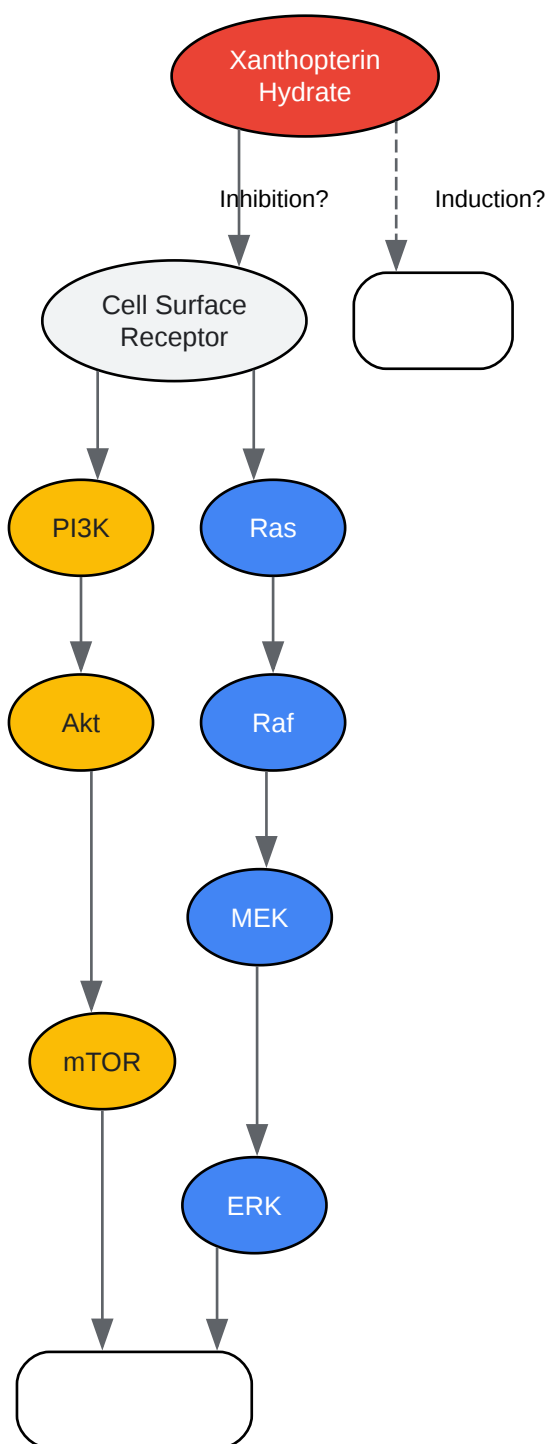 Xanthopterin
Hydrate
Inhibition?
Induction?
Cell Surface
Receptor
PI3K
Ras
Akt
Raf
MEK
mTOR
ERK